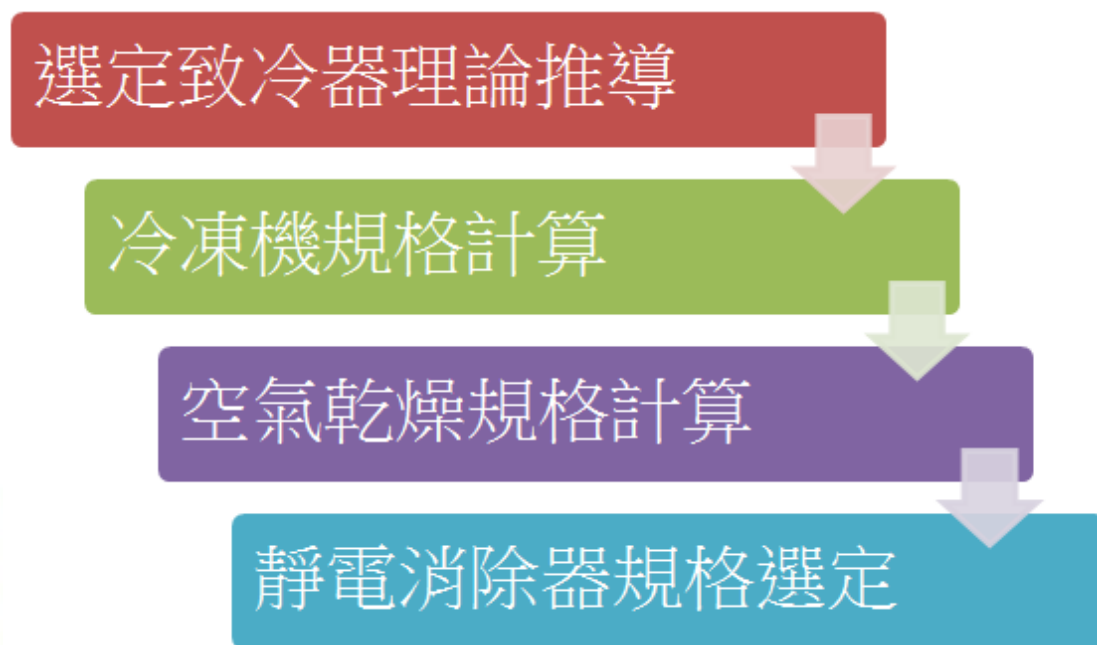 選定致冷器理論推導
冷凍機規格計算
空氣乾燥規格計算
靜電消除器規格選定